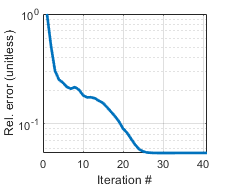 10^0
10^-1
Rel. error (unitless)
0 10 20 30 40
Iteration #